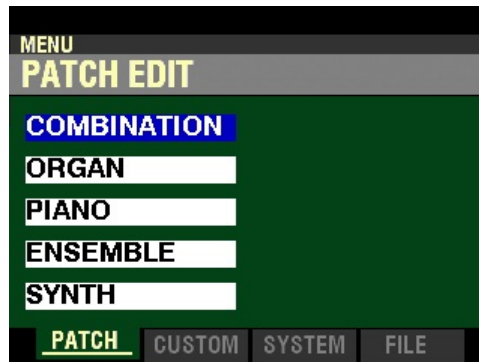 MENU
PATCH EDIT
COMBINATION
ORGAN
PIANO
ENSEMBLE
SYNTH
PATCH CUSTOM SYSTEM FILE